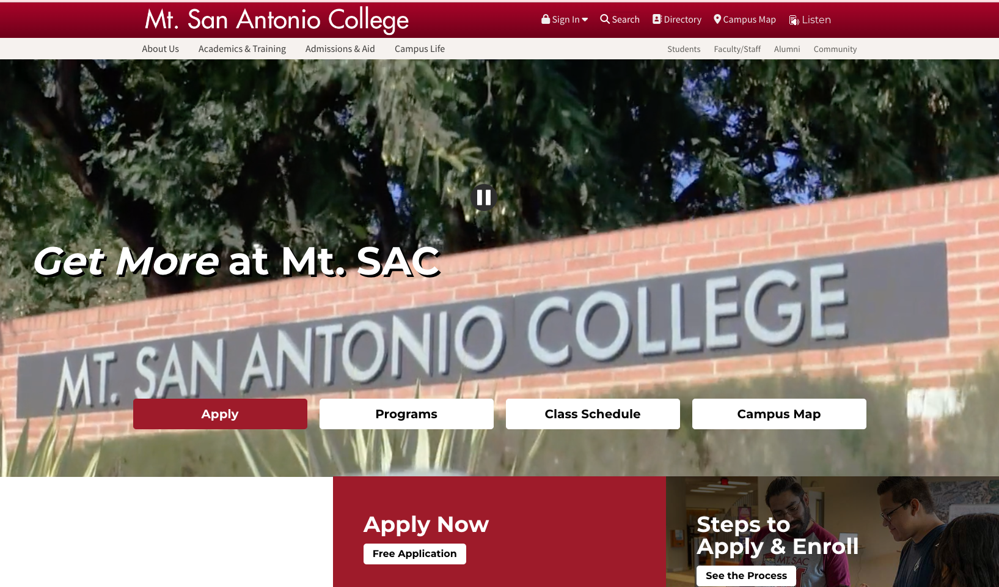 Mt. San Antonio College
Sign In
Search
Directory
Campus Map
Listen
About Us
Academics & Training
Admissions & Aid
Campus Life
Students
Faculty/Staff
Alumni
Community
Get More at Mt. SAC
MT. SAN ANTONIO COLLEGE
Apply
Programs
Class Schedule
Campus Map
Apply Now
Free Application
Steps to
Apply & Enroll
MT. SAC
See the Process